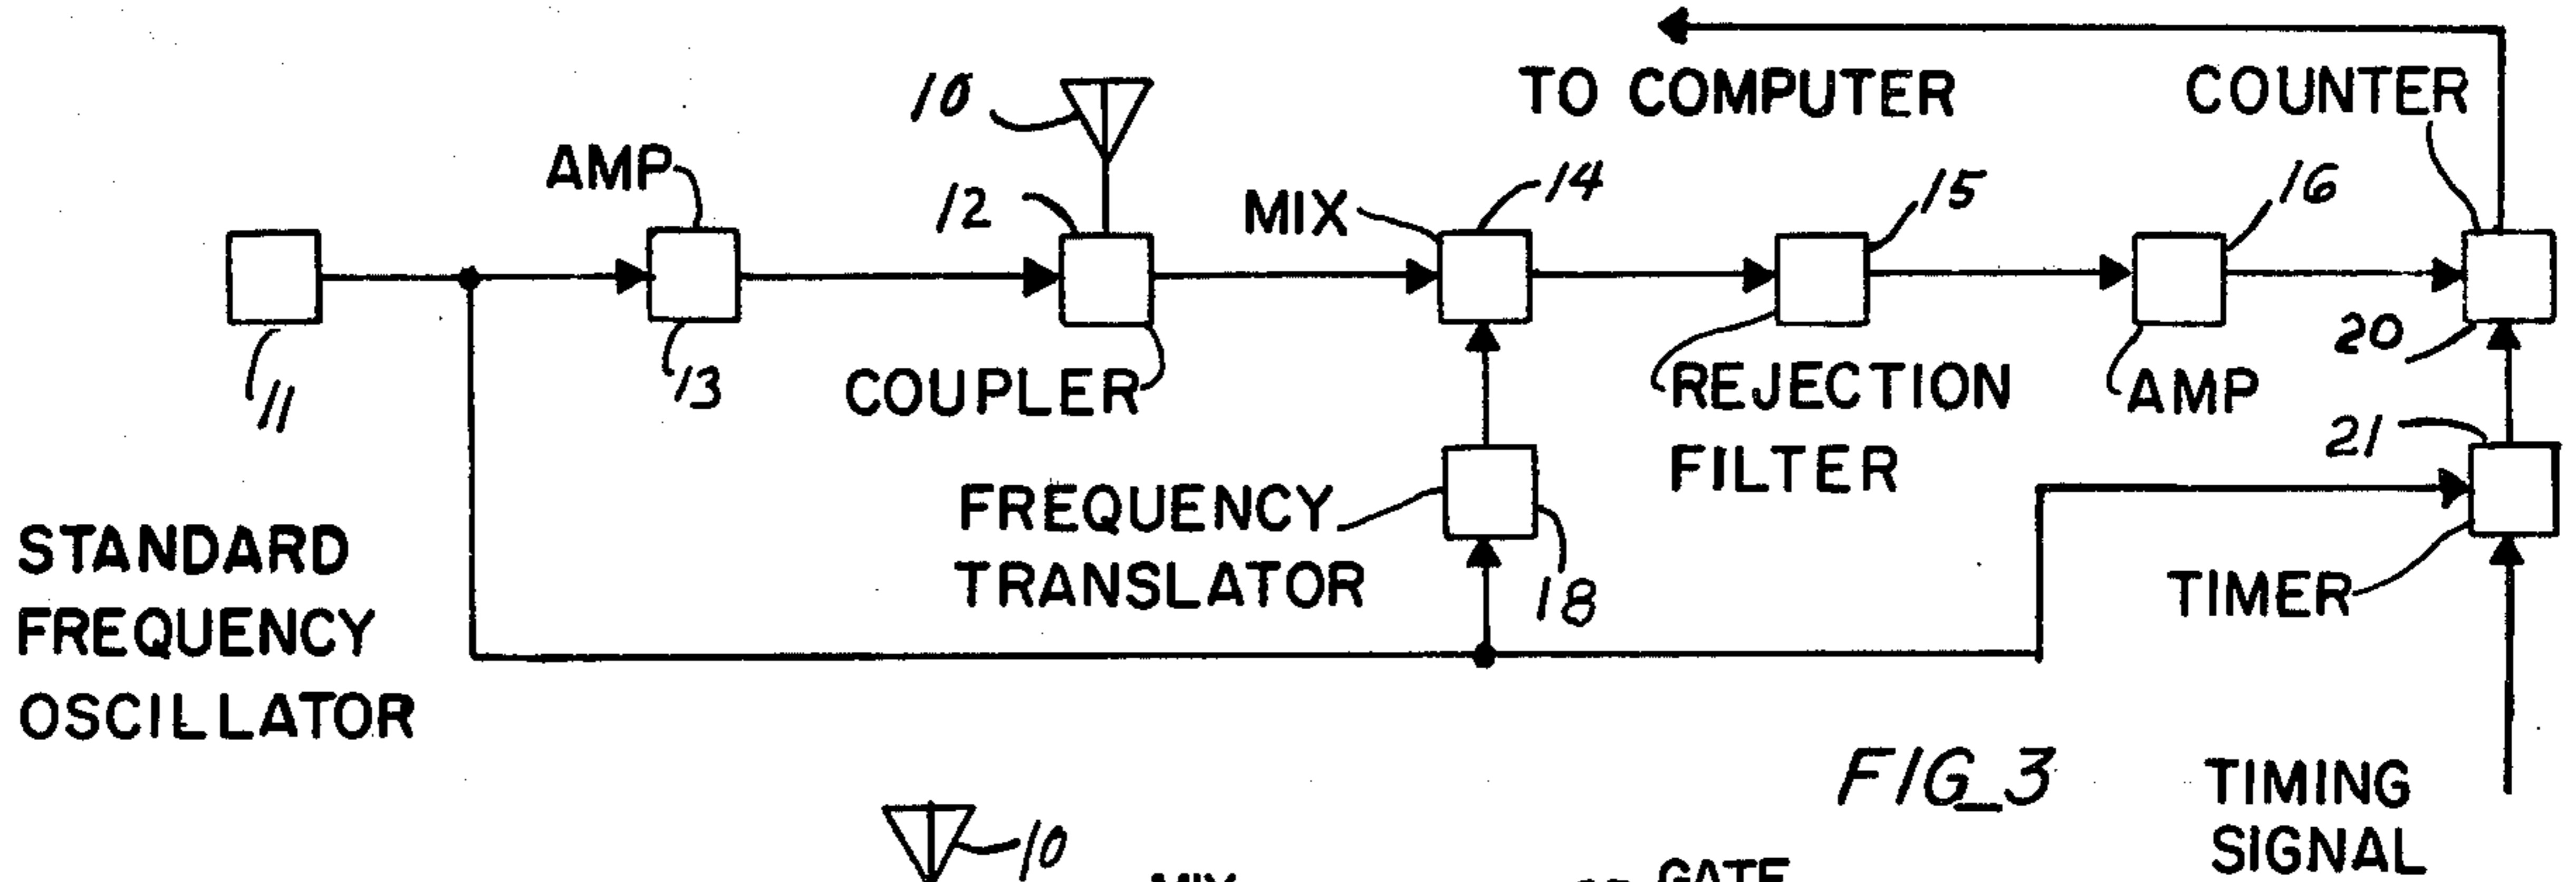 TO COMPUTER
COUNTER
10
AMP
12
MIX
14
15
16
11
13
COUPLER
REJECTION
FILTER
AMP
20
21
FREQUENCY
TRANSLATOR
18
TIMER
STANDARD
FREQUENCY
OSCILLATOR
FIG_3
TIMING
SIGNAL
10
MIX
GATE